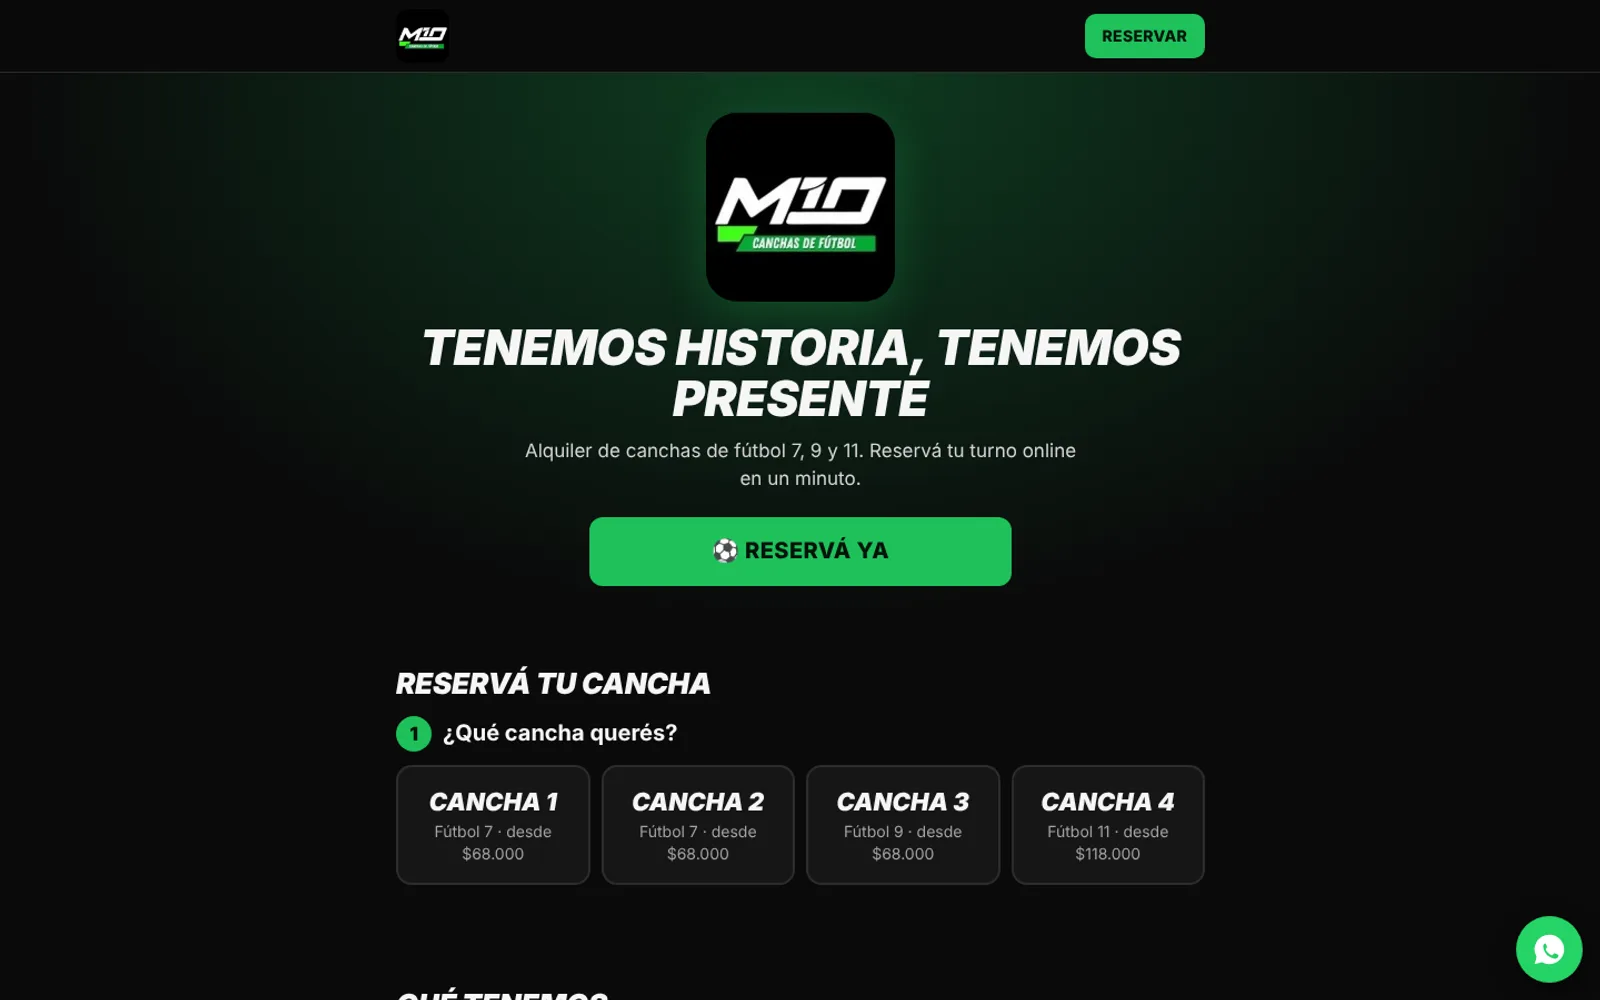 M10
RESERVAR
M10
CANCHAS DE FÚTBOL
TENEMOS HISTORIA, TENEMOS
PRESENTE
Alquiler de canchas de fútbol 7, 9 y 11. Reservá tu turno online
en un minuto.
RESERVÁ YA
RESERVÁ TU CANCHA
1 ¿Qué cancha querés?
CANCHA 1
Fútbol 7 · desde
$68.000
CANCHA 2
Fútbol 7 · desde
$68.000
CANCHA 3
Fútbol 9 · desde
$68.000
CANCHA 4
Fútbol 11 · desde
$118.000
QUÉ TENEMOS